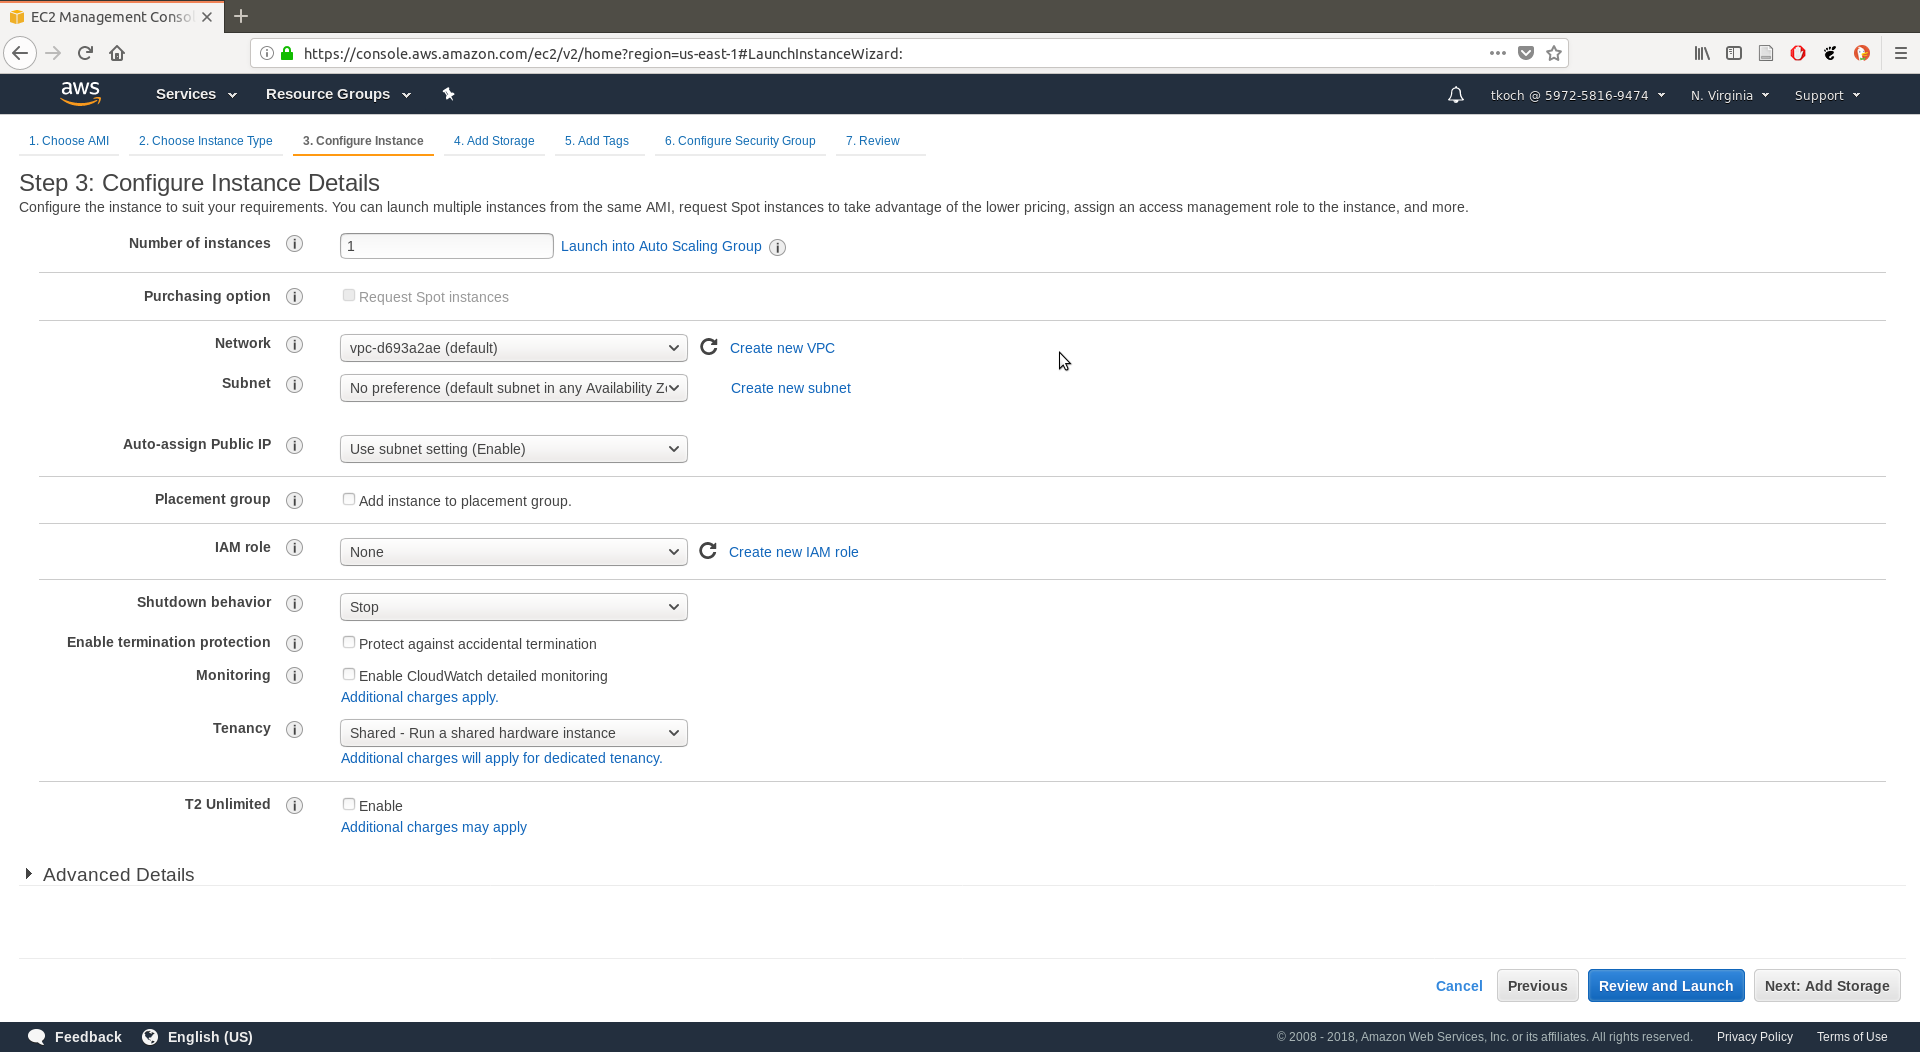 EC2 Management Conso
https://console.aws.amazon.com/ec2/v2/home?region=us-east-1#LaunchInstanceWizard:
aws Services Resource Groups tkoch @ 5972-5816-9474 N. Virginia Support
1. Choose AMI 2. Choose Instance Type 3. Configure Instance 4. Add Storage 5. Add Tags 6. Configure Security Group 7. Review
Step 3: Configure Instance Details
Configure the instance to suit your requirements. You can launch multiple instances from the same AMI, request Spot instances to take advantage of the lower pricing, assign an access management role to the instance, and more.
Number of instances i 1 Launch into Auto Scaling Group i
Purchasing option i Request Spot instances
Network i vpc-d693a2ae (default) Create new VPC
Subnet i No preference (default subnet in any Availability Z Create new subnet
Auto-assign Public IP i Use subnet setting (Enable)
Placement group i Add instance to placement group.
IAM role i None Create new IAM role
Shutdown behavior i Stop
Enable termination protection i Protect against accidental termination
Monitoring i Enable CloudWatch detailed monitoring
Additional charges apply.
Tenancy i Shared - Run a shared hardware instance
Additional charges will apply for dedicated tenancy.
T2 Unlimited i Enable
Additional charges may apply
Advanced Details
Cancel Previous Review and Launch Next: Add Storage
Feedback English (US) © 2008 - 2018, Amazon Web Services, Inc. or its affiliates. All rights reserved. Privacy Policy Terms of Use